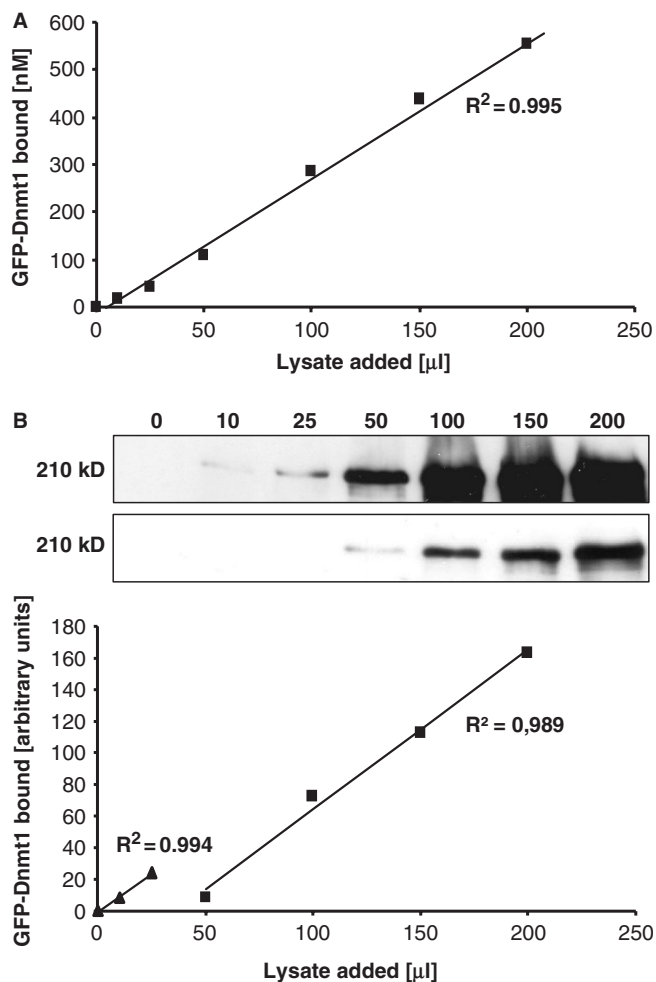 A
GFP-Dnmt1 bound [nM]
600
500
400
300
200
100
0
R² = 0.995
0 50 100 150 200 250
Lysate added [µl]
B
0 10 25 50 100 150 200
210 kD
210 kD
GFP-Dnmt1 bound [arbitrary units]
180
160
140
120
100
80
60
40
20
0
R² = 0.994
R² = 0,989
0 50 100 150 200 250
Lysate added [µl]